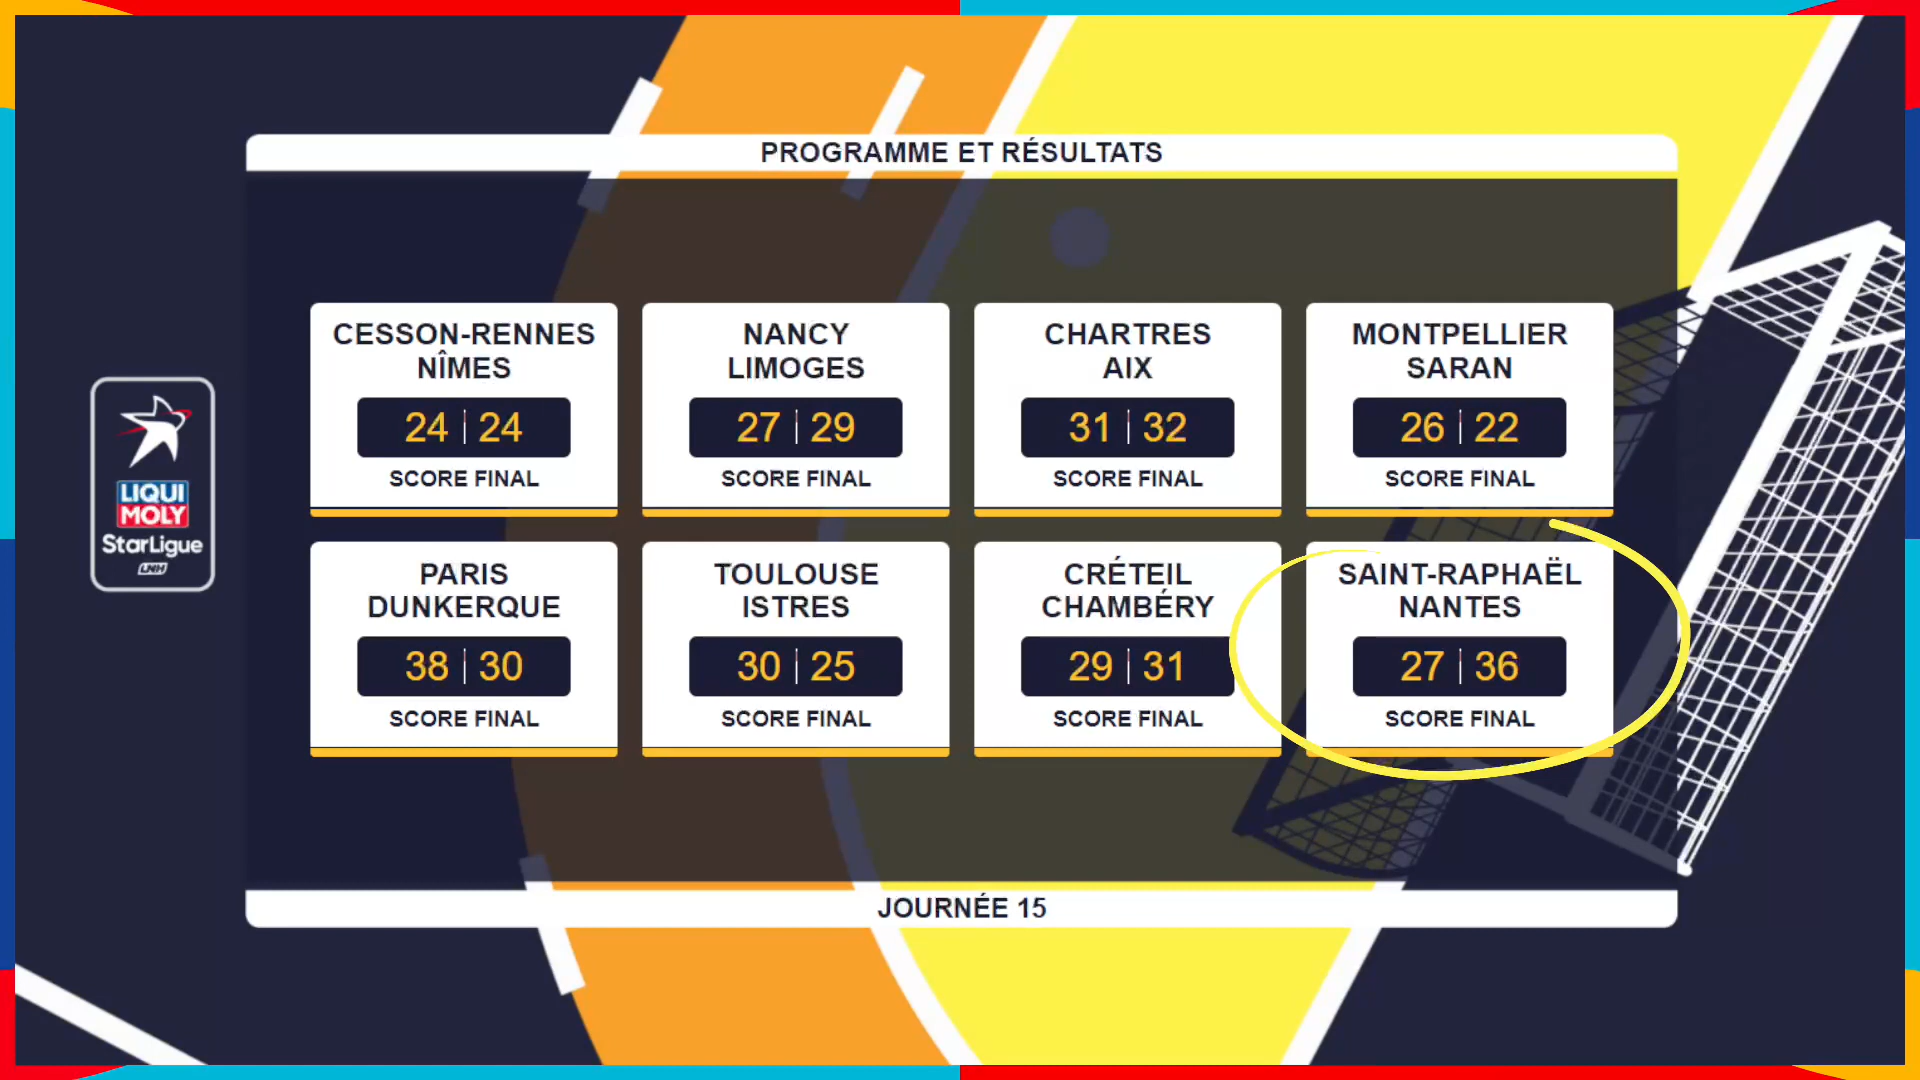 PROGRAMME ET RÉSULTATS
CESSON-RENNES
NÎMES
24 | 24
SCORE FINAL
NANCY
LIMOGES
27 | 29
SCORE FINAL
CHARTRES
AIX
31 | 32
SCORE FINAL
MONTPELLIER
SARAN
26 | 22
SCORE FINAL
LIQUI
MOLY
StarLigue
LNH
PARIS
DUNKERQUE
38 | 30
SCORE FINAL
TOULOUSE
ISTRES
30 | 25
SCORE FINAL
CRÉTEIL
CHAMBÉRY
29 | 31
SCORE FINAL
SAINT-RAPHAËL
NANTES
27 | 36
SCORE FINAL
JOURNÉE 15